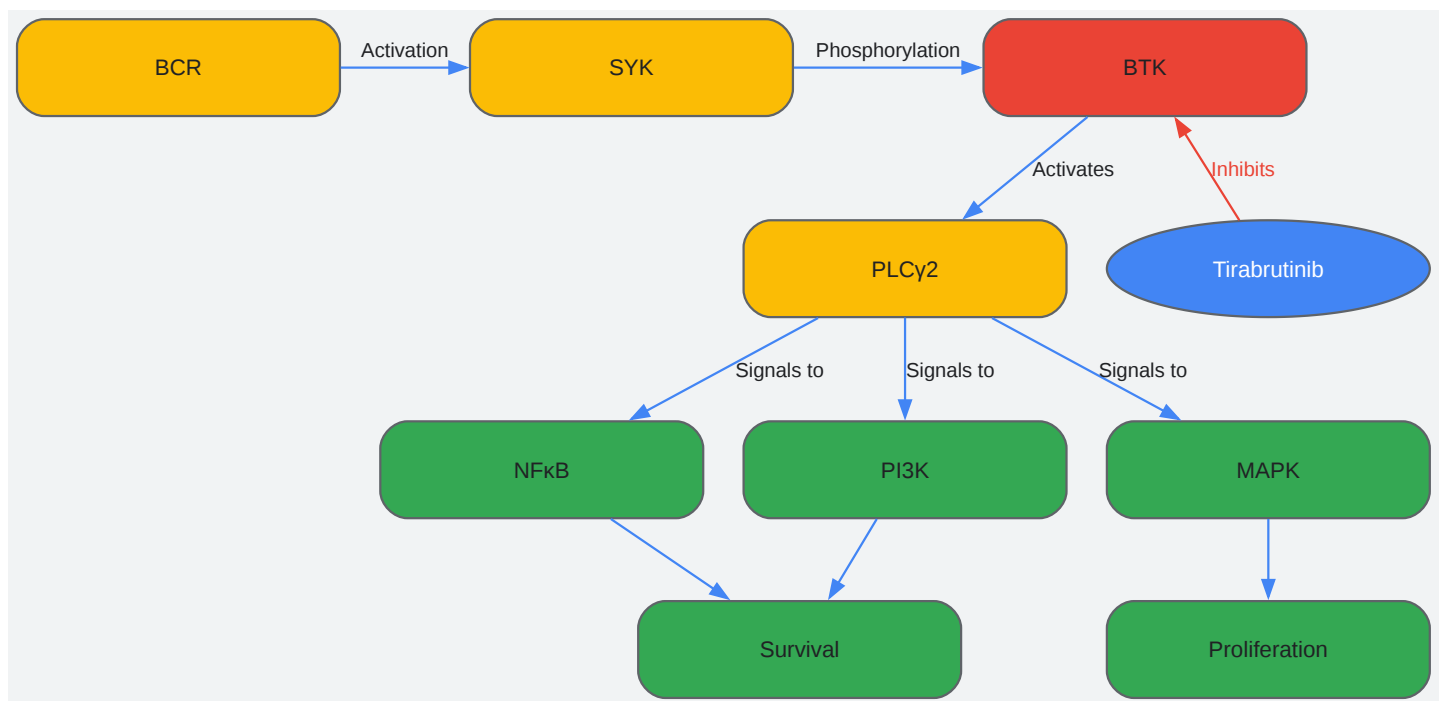 BCR
Activation
SYK
Phosphorylation
BTK
Activates
Inhibits
PLCγ2
Tirabrutinib
Signals to
Signals to
Signals to
NFκB
PI3K
MAPK
Survival
Proliferation